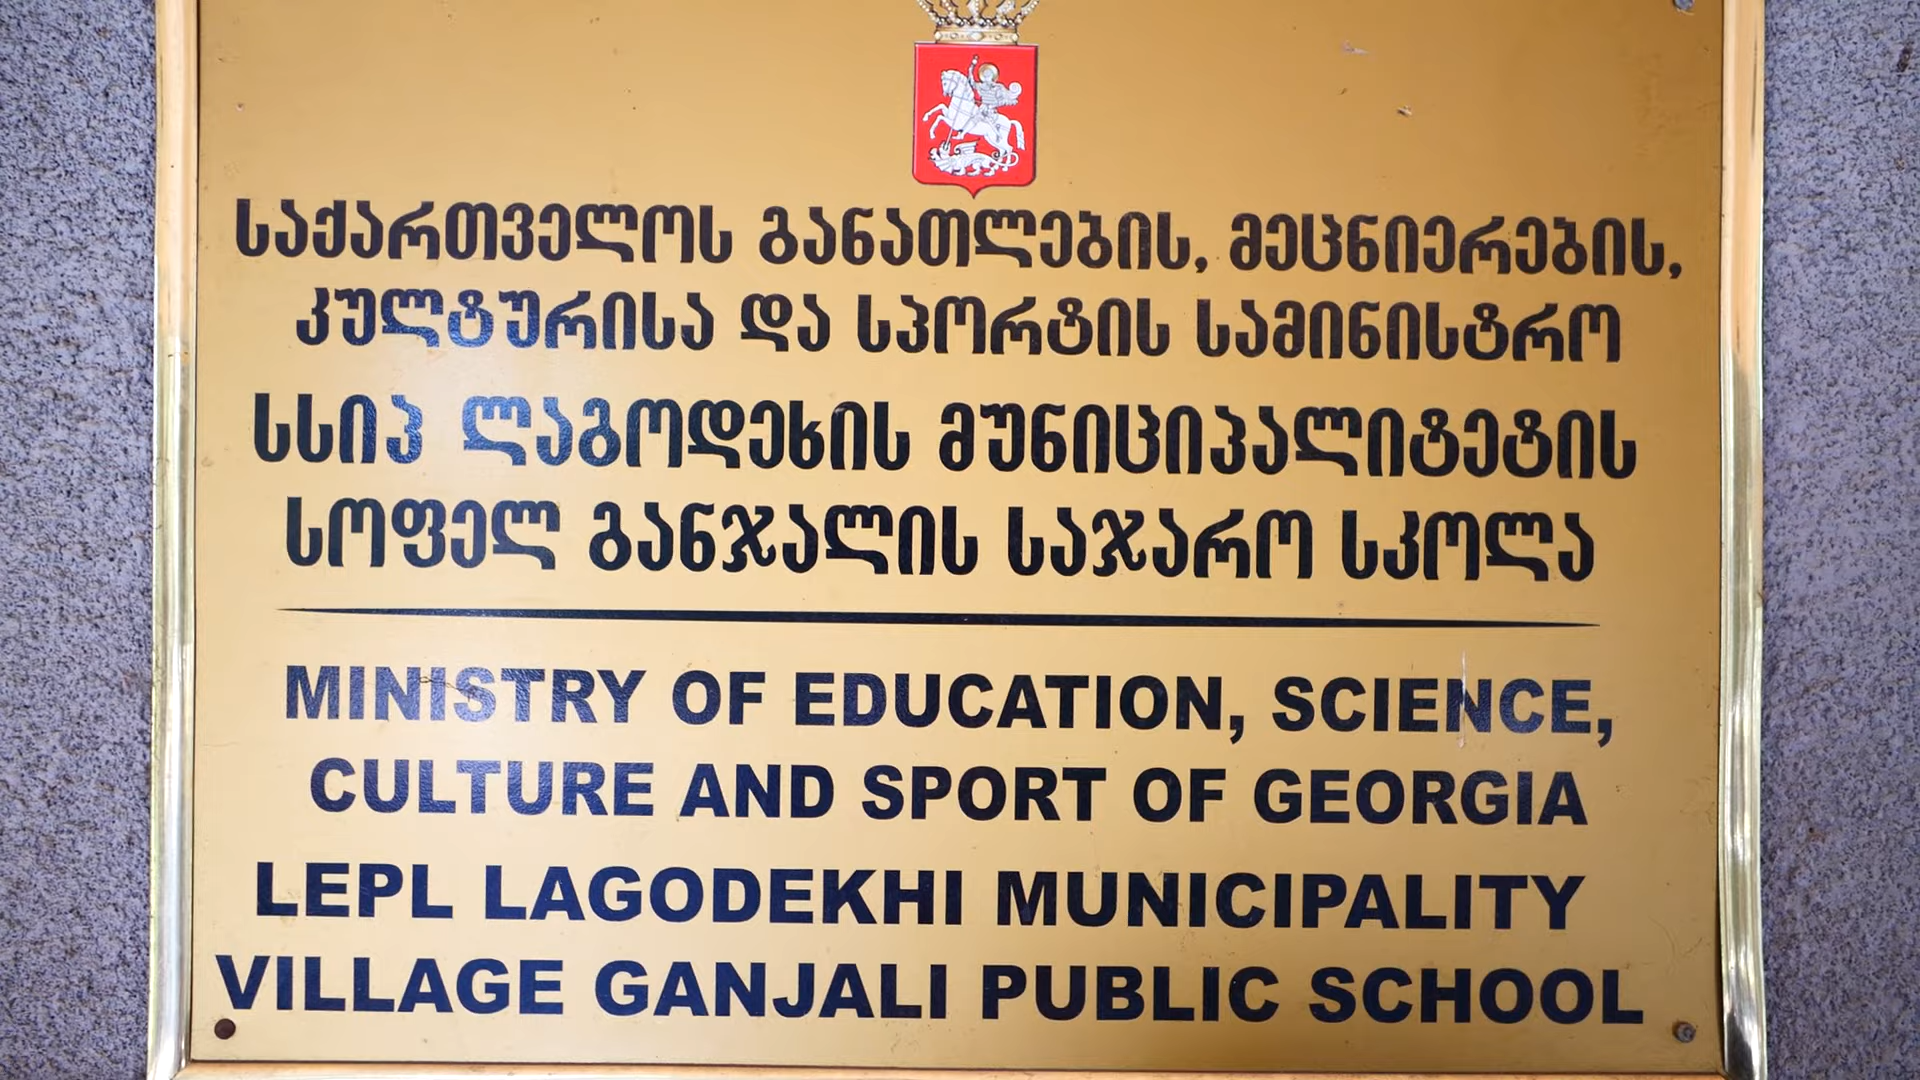 საქართველოს განათლების, მეცნიერების,
კულტურისა და სპორტის სამინისტრო
სსიპ ლაგოდეხის მუნიციპალიტეტის
სოფელ განჯალის საჯარო სკოლა
MINISTRY OF EDUCATION, SCIENCE,
CULTURE AND SPORT OF GEORGIA
LEPL LAGODEKHI MUNICIPALITY
VILLAGE GANJALI PUBLIC SCHOOL